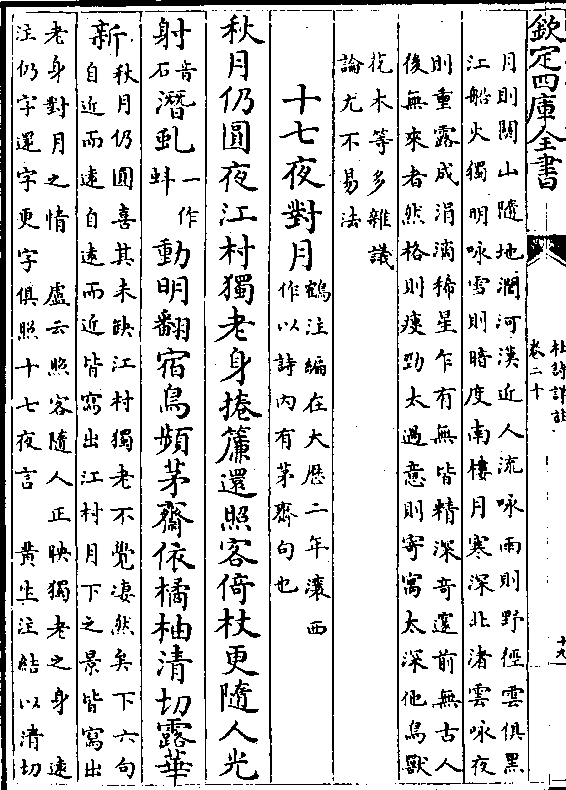 欽定四庫全書
杜詩詳註
卷二十
十九
月則關山隨地濶河漢近人流咏雨則野徑雲俱黑
江船火獨明咏雪則暗度南樓月寒深北渚雲咏夜
則重露成涓滴稀星乍有無皆精深奇邃前無古人
後無來者然格則瘦勁太過意則寄寓太深他鳥獸
花木等多雜議
論尤不易法
十七夜對月
鶴注編在大厯二年瀼西
作以詩内有茅齋句也
秋月仍圓夜江村獨老身捲簾還照客倚杖更隨人光
射音石潛虬一作蚪動明翻宿鳥頻茅齋依橘柚清切露華
新
秋月仍圓喜其未缺江村獨老不覺凄然矣下六句
自近而遠自遠而近皆寫出江村月下之景皆寫出
老身對月之情 盧云照客隨人正映獨老之身 遠
注仍字還字更字俱照十七夜言 黃生注結以清切